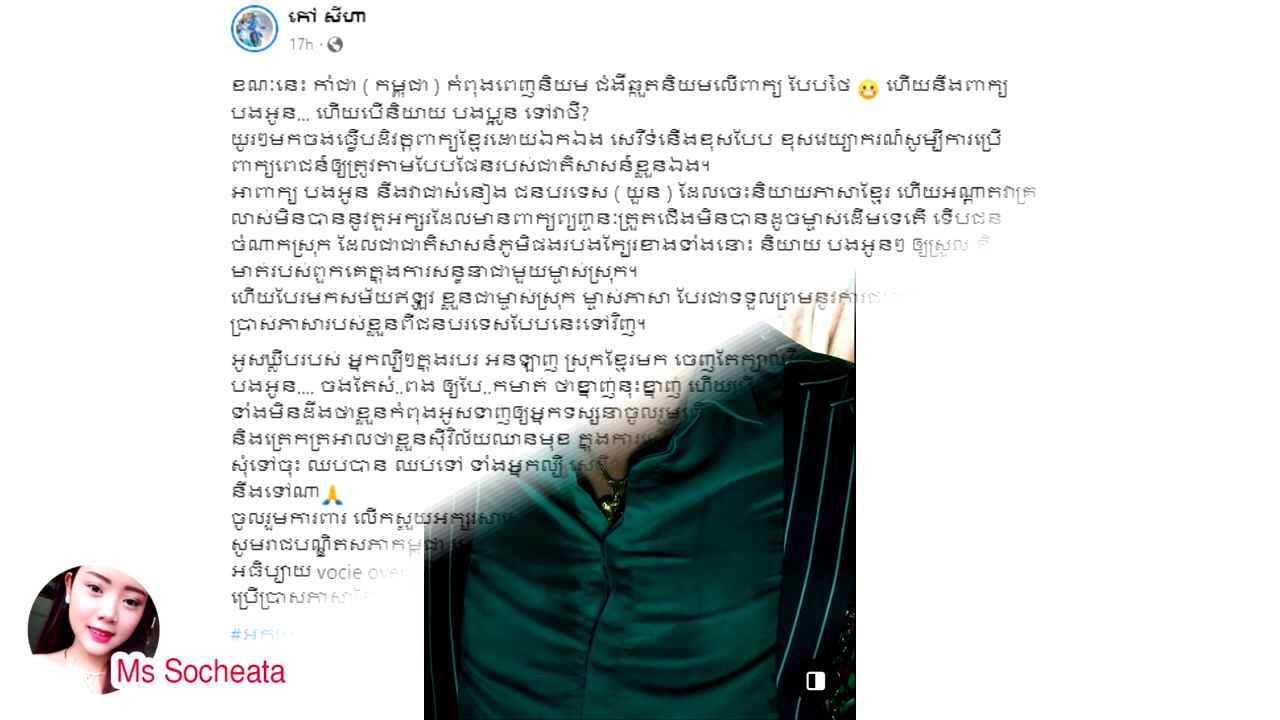 កៅ សីហា
17h
ខណៈនេះ កាំជា ( កម្ពុជា ) កំពុងពេញនិយម ជំងឺឆ្កួតនិយមលើពាក្យ បែបថៃ 😬 ហើយនឹងពាក្យ
បងអូន... ហើយបើនិយាយ បងប្អូន ទៅវាថី?
យូរៗមកចង់ធ្វើបដិវត្តពាក្យខ្មែរដោយឯកឯង សេរីទំនើងខុសបែប ខុសវេយ្យាករណ៍សូម្បីការប្រើ
ពាក្យពេជន៍ឲ្យត្រូវតាមបែបផែនរបស់ជាតិសាសន៍ខ្លួនឯង។
អាពាក្យ បងអូន នឹងវាជាសំនៀង ជនបរទេស ( យួន ) ដែលចេះនិយាយភាសាខ្មែរ ហើយអណ្តាតវាគ្រ
លាស់មិនបាននូវតួអក្សរដែលមានពាក្យព្យញ្ជនៈត្រួតជើងមិនបានដូចម្ចាស់ដើមទេតើ ទើបជន
ចំណាកស្រុក ដែលជាជាតិសាសន៍ភូមិផងរបងក្បែរខាងទាំងនោះ និយាយ បងអូនៗ ឲ្យស្រួល
មាត់របស់ពួកគេក្នុងការសន្ទនាជាមួយម្ចាស់ស្រុក។
ហើយបែរមកសម័យឥឡូវ ខ្លួនជាម្ចាស់ស្រុក ម្ចាស់ភាសា បែរជាទទួលព្រមនូវការ
ប្រាស់ភាសារបស់ខ្លួនពីជនបរទេសបែបនេះទៅវិញ។
អូសឃ្លីបរបស់ អ្នកល្បីៗក្នុងរបរ អនឡាញ ស្រុកខ្មែរមក ចេញតែក្បាល
បងអូន.... ចង់តែសំ..ពង ឲ្យបែ..កមាត់ ថាខ្នាញ់នុះខ្នាញ់ ហើយ
ទាំងមិនដឹងថាខ្លួនកំពុងអូសទាញឲ្យអ្នកទស្សនាចូលរួម
និងត្រេកត្រអាលថាខ្លួនស៊ីវិល័យឈានមុខ ក្នុងការ
សុំទៅចុះ ឈប់បាន ឈប់ទៅ ទាំងអ្នកល្បី
នឹងទៅណា🙏
ចូលរួមការពារ លើកស្ទួយអក្សរ
សូមរាជបណ្ឌិតសភាកម្ពុជា
អធិប្បាយ vocie over
ប្រើប្រាសភាសា
Ms Socheata